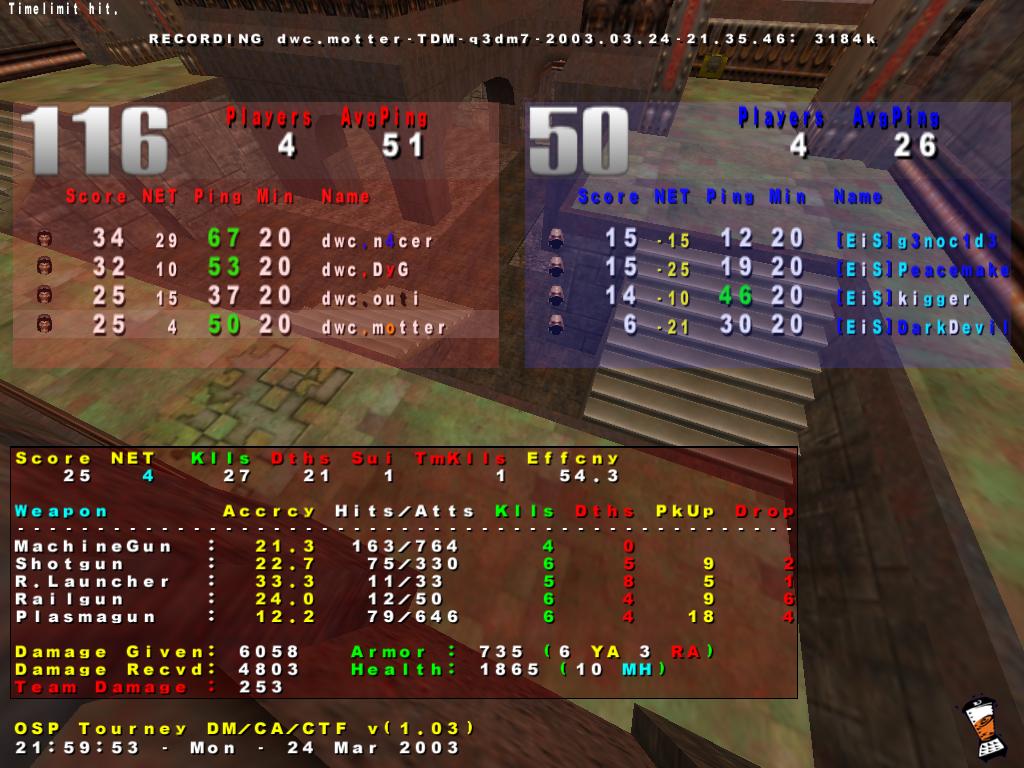 Timelimit hit.
RECORDING dwc.motter-TDM-q3dm7-2003.03.24-21.35.46: 3184k
116 Players AvgPing
4 51
Score NET Ping Min Name
34 29 67 20 dwc.n4cer
32 10 53 20 dwc.DyG
25 15 37 20
25 4 50 20 dwc.motter
50 Players AvgPing
4 26
Score NET Ping Min Name
15 -15 12 20 [EiS]g3noc1d3
15 -25 19 20 [EiS]Peacemake
14 -10 46 20 [EiS]kigger
6 -21 30 20 [EiS]DarkDevil
Score NET Klls Dths Sui TmKlls Effcny
25 4 27 21 1 1 54.3
Weapon Accrcy Hits/Atts Klls Dths PkUp Drop
- - - - - - - - - - - - - - - - - - - - - - - - - - - - - - - - - - - - - -
MachineGun : 21.3 163/764 4 0
Shotgun : 22.7 75/330 6 5 9 2
R.Launcher : 33.3 11/33 5 8 5 1
Railgun : 24.0 12/50 6 4 9 6
Plasmagun : 12.2 79/646 6 4 18 4
Damage Given: 6058 Armor : 735 (6 YA 3 RA)
Damage Recvd: 4803 Health: 1865 (10 MH)
Team Damage : 253
OSP Tourney DM/CA/CTF v(1.03)
21:59:53 - Mon - 24 Mar 2003